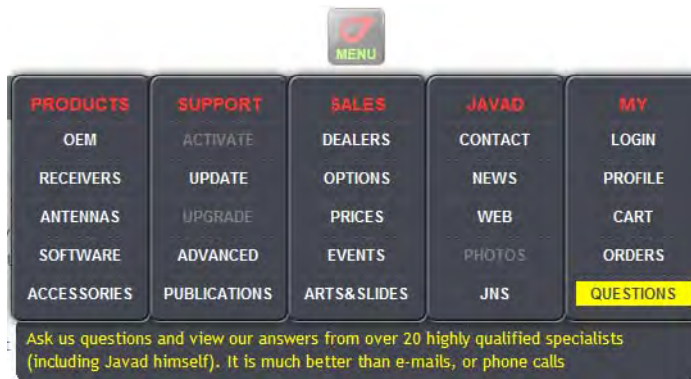 MENU
PRODUCTS
OEM
RECEIVERS
ANTENNAS
SOFTWARE
ACCESSORIES
SUPPORT
ACTIVATE
UPDATE
UPGRADE
ADVANCED
PUBLICATIONS
SALES
DEALERS
OPTIONS
PRICES
EVENTS
ARTS&SLIDES
JAVAD
CONTACT
NEWS
WEB
PHOTOS
JNS
MY
LOGIN
PROFILE
CART
ORDERS
QUESTIONS
Ask us questions and view our answers from over 20 highly qualified specialists
(including Javad himself). It is much better than e-mails, or phone calls